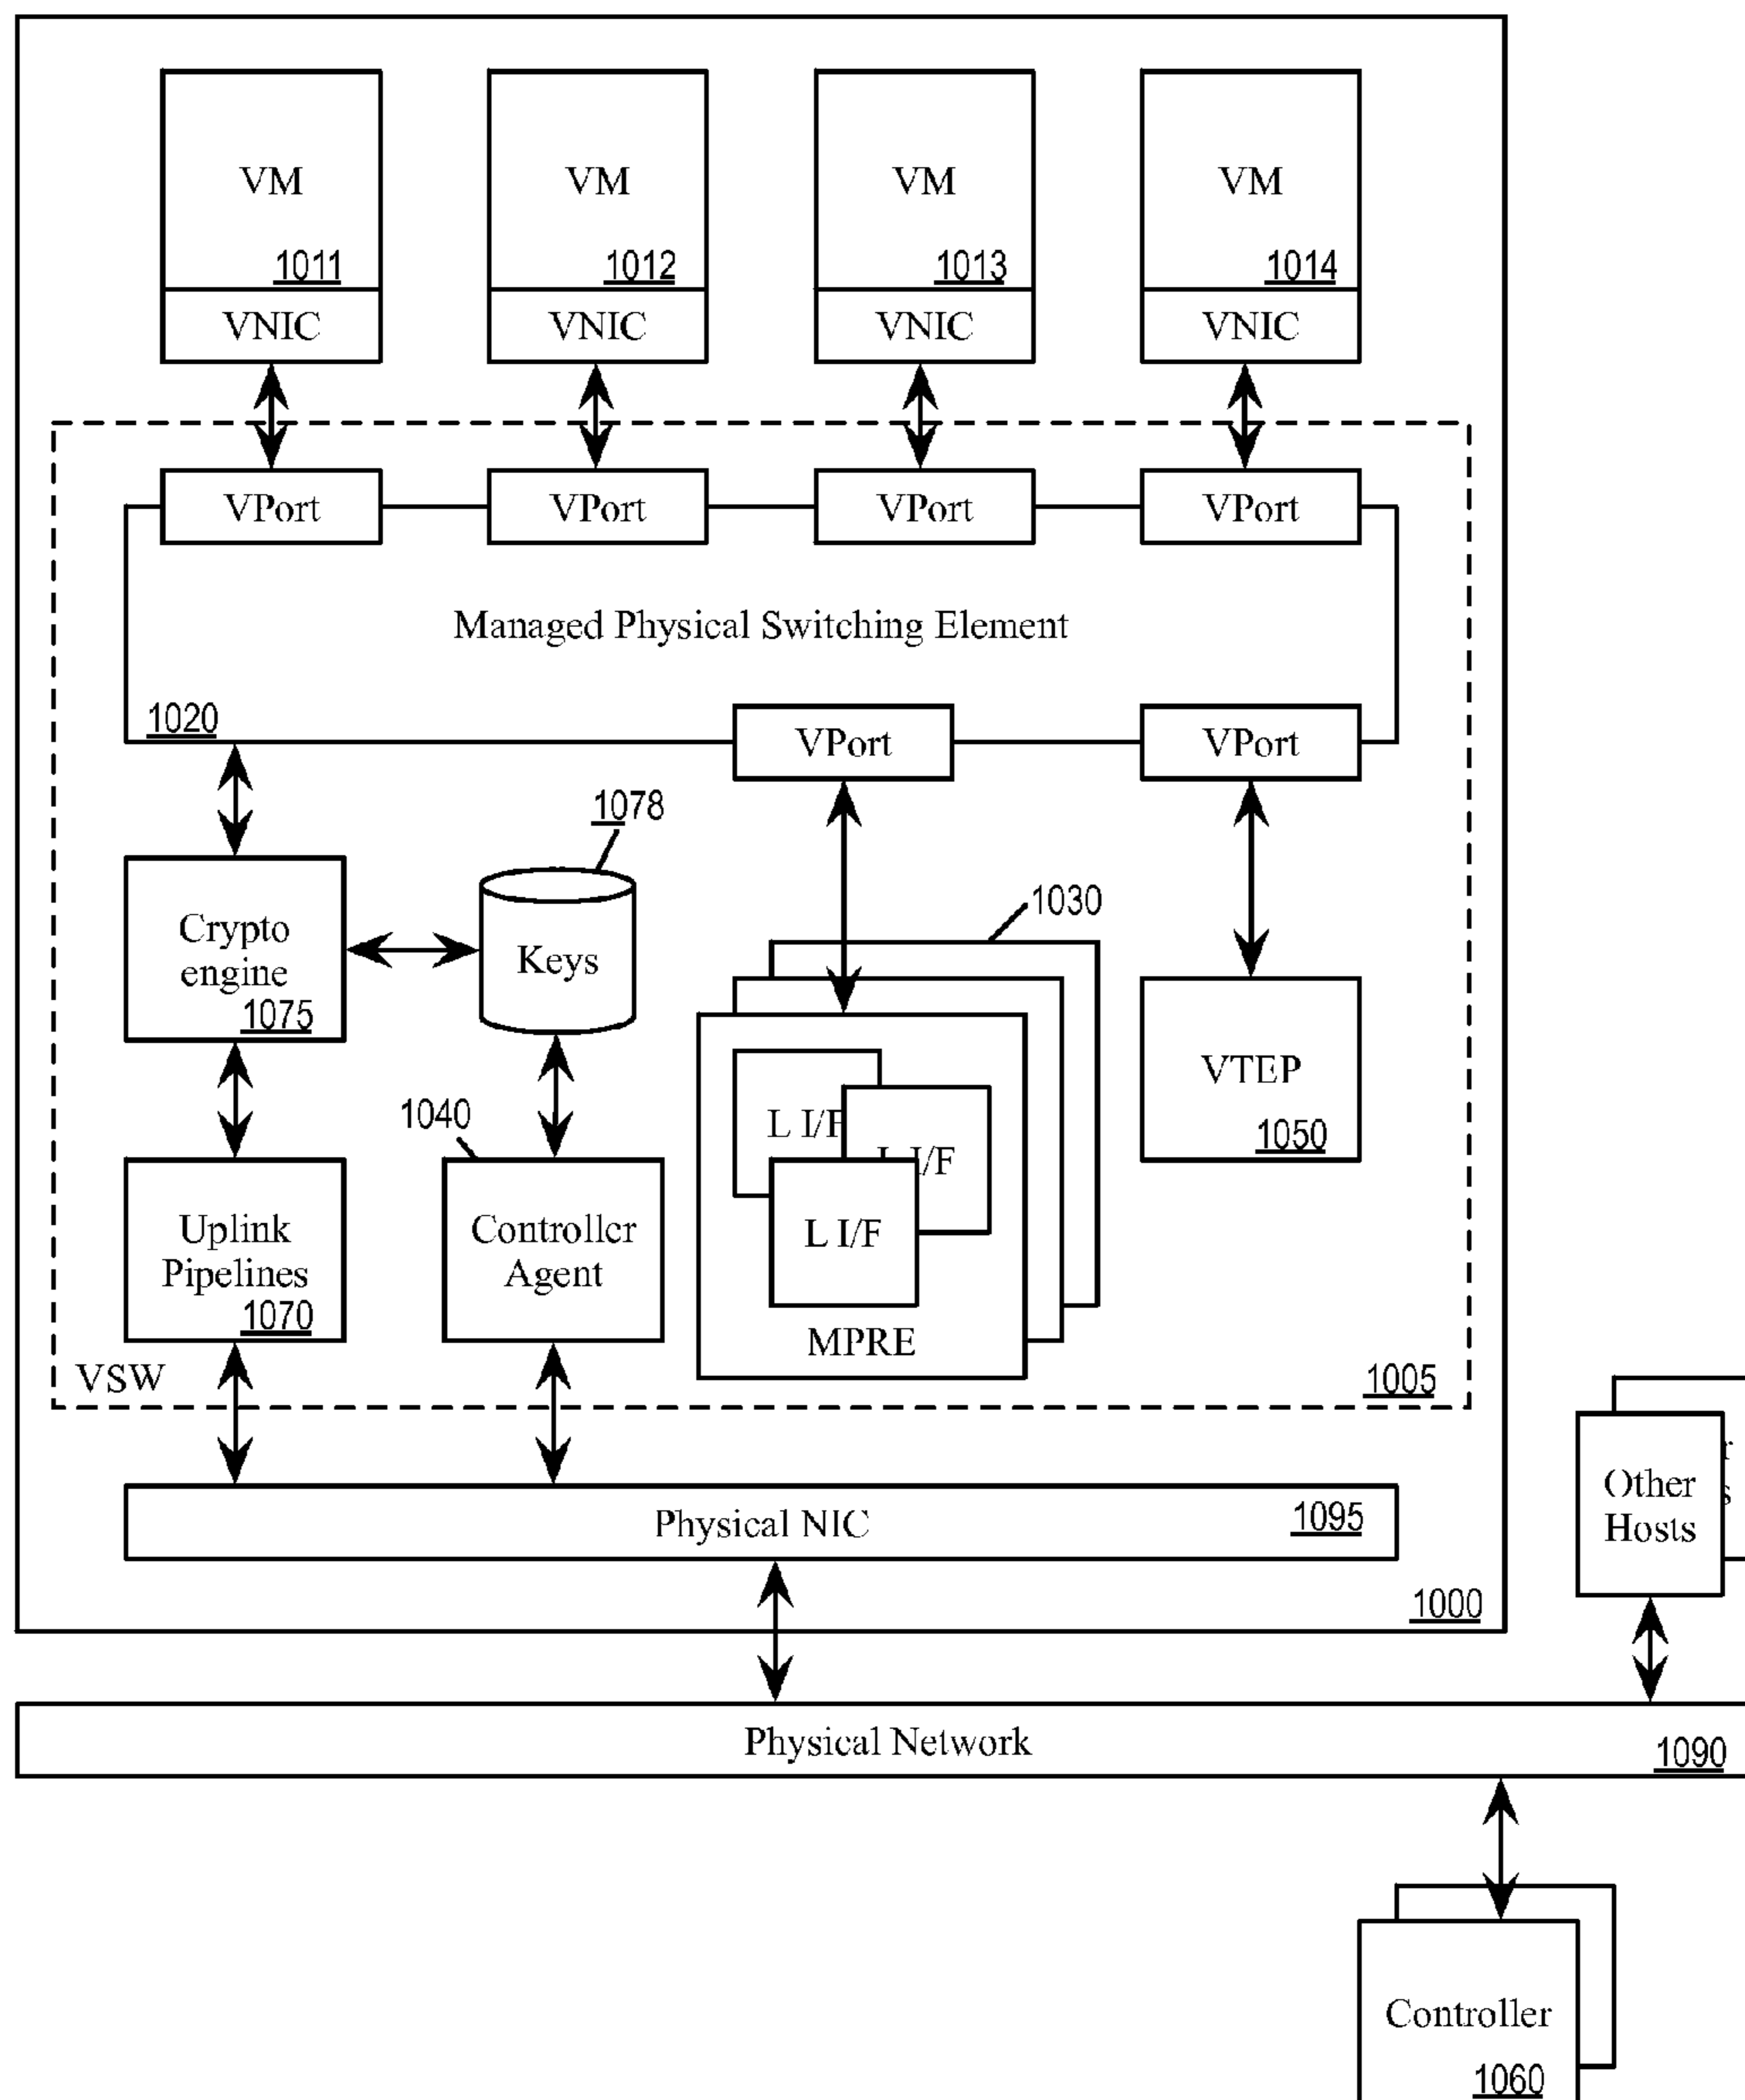 VM
VM
VM
VM
1011
1012
1013
1014
VNIC
VNIC
VNIC
VNIC
VPort
VPort
VPort
VPort
Managed Physical Switching Element
1020
VPort
VPort
1078
1030
Crypto
engine
1075
Keys
VTEP
1050
1040
L I/F
I/F
L I/F
Uplink
Pipelines
1070
Controller
Agent
MPRE
VSW
1005
Physical NIC
1095
Other
Hosts
r
s
1000
Physical Network
1090
Controller
1060